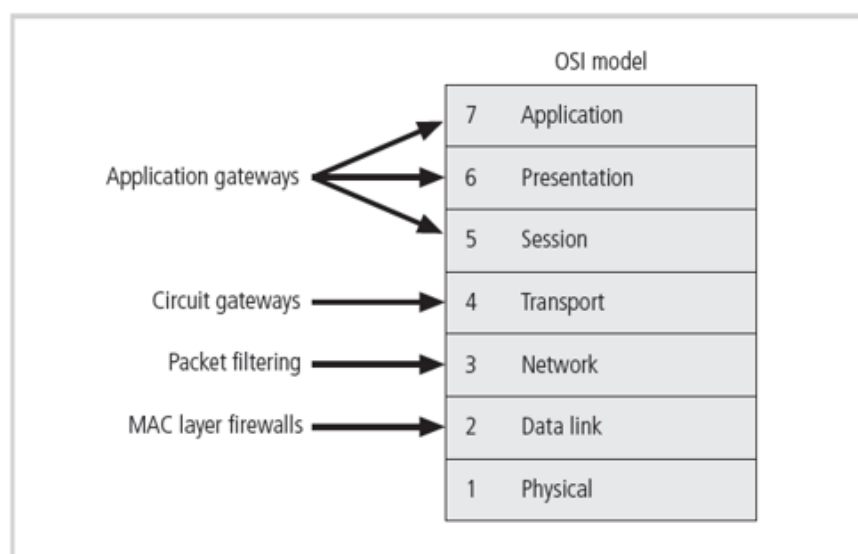 OSI model
7 Application
Application gateways
6 Presentation
5 Session
Circuit gateways
4 Transport
Packet filtering
3 Network
MAC layer firewalls
2 Data link
1 Physical